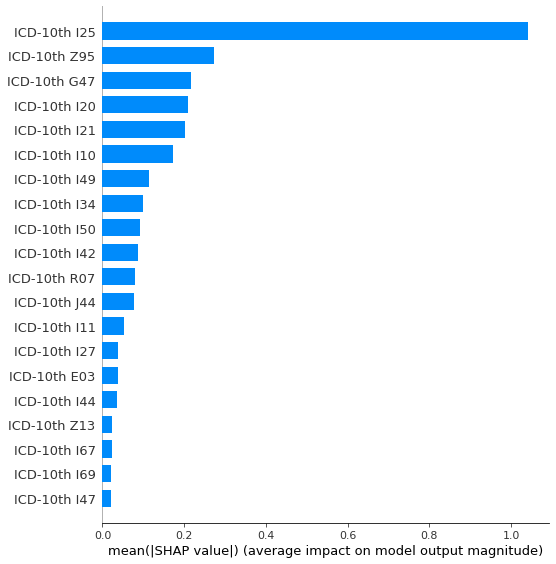 ICD-10th I25
ICD-10th Z95
ICD-10th G47
ICD-10th I20
ICD-10th I21
ICD-10th I10
ICD-10th I49
ICD-10th I34
ICD-10th I50
ICD-10th I42
ICD-10th R07
ICD-10th J44
ICD-10th I11
ICD-10th I27
ICD-10th E03
ICD-10th I44
ICD-10th Z13
ICD-10th I67
ICD-10th I69
ICD-10th I47
0.0 0.2 0.4 0.6 0.8 1.0
mean(|SHAP value|) (average impact on model output magnitude)